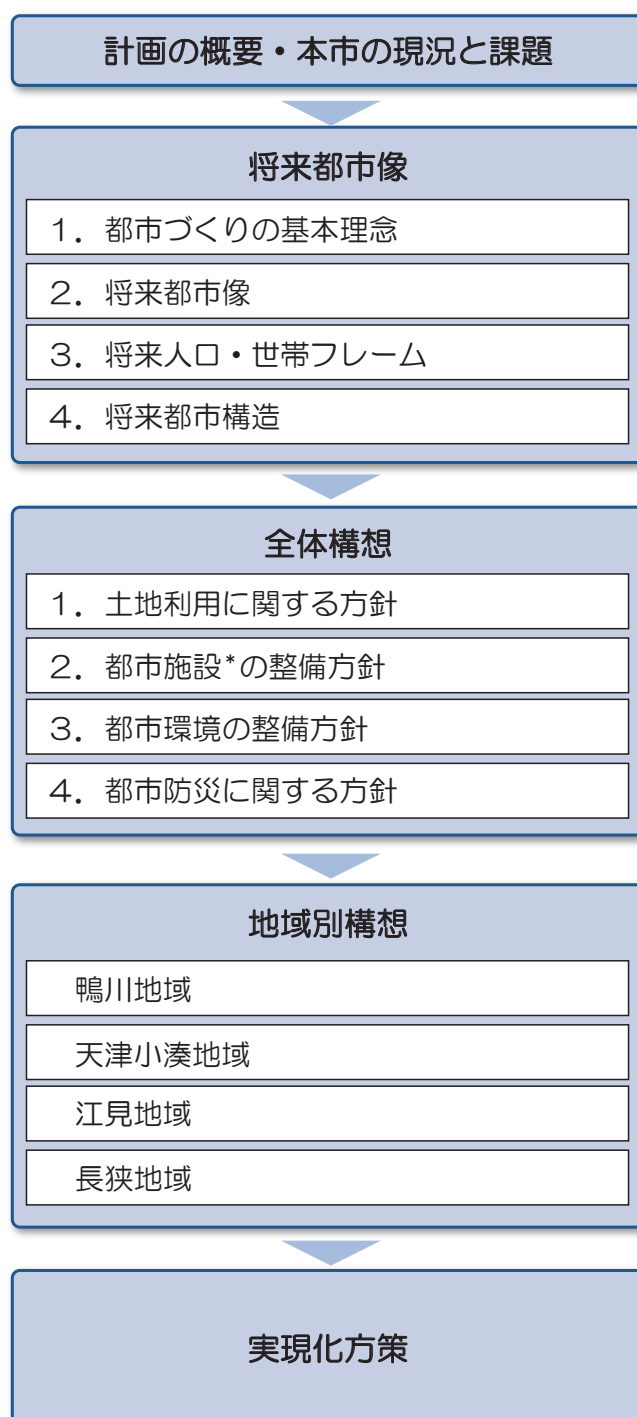 計画の概要・本市の現況と課題
将来都市像
1．都市づくりの基本理念
2．将来都市像
3．将来人口・世帯フレーム
4．将来都市構造
全体構想
1．土地利用に関する方針
2．都市施設*の整備方針
3．都市環境の整備方針
4．都市防災に関する方針
地域別構想
鴨川地域
天津小湊地域
江見地域
長狭地域
実現化方策